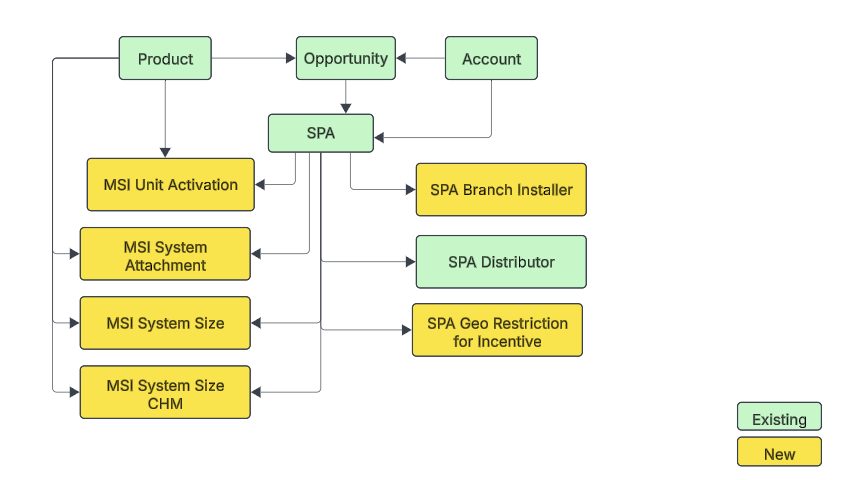 Product
Opportunity
Account
SPA
MSI Unit Activation
SPA Branch Installer
MSI System
Attachment
SPA Distributor
MSI System Size
SPA Geo Restriction
for Incentive
MSI System Size
CHM
Existing
New